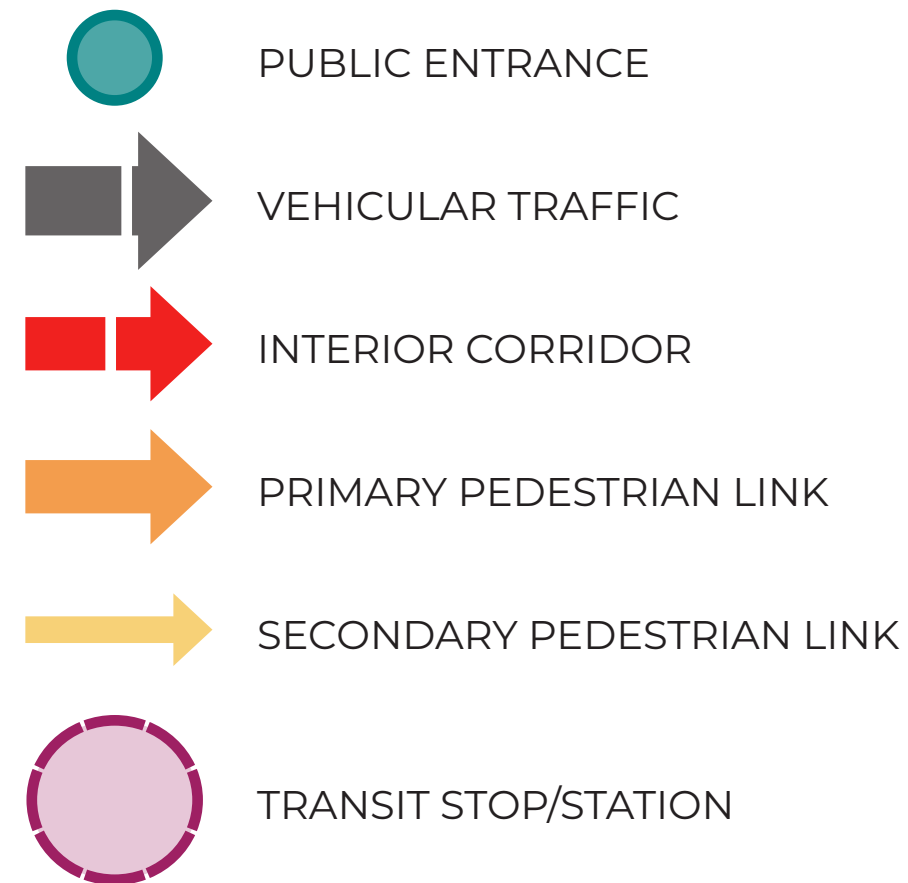 PUBLIC ENTRANCE
VEHICULAR TRAFFIC
INTERIOR CORRIDOR
PRIMARY PEDESTRIAN LINK
SECONDARY PEDESTRIAN LINK
TRANSIT STOP/STATION